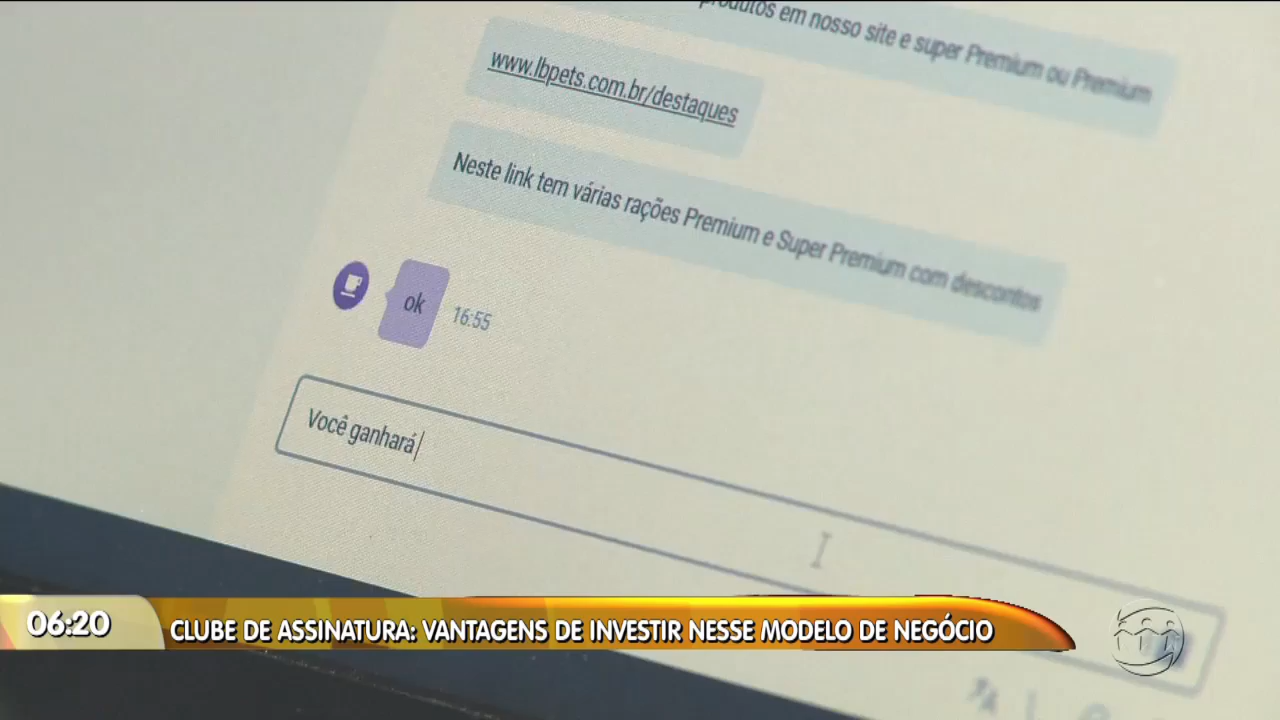 produtos em nosso site e super Premium ou Premium
www.lbpets.com.br/destaques
Neste link tem várias rações Premium e Super Premium com descontos
ok
16:55
Você ganhará
06:20
CLUBE DE ASSINATURA: VANTAGENS DE INVESTIR NESSE MODELO DE NEGÓCIO